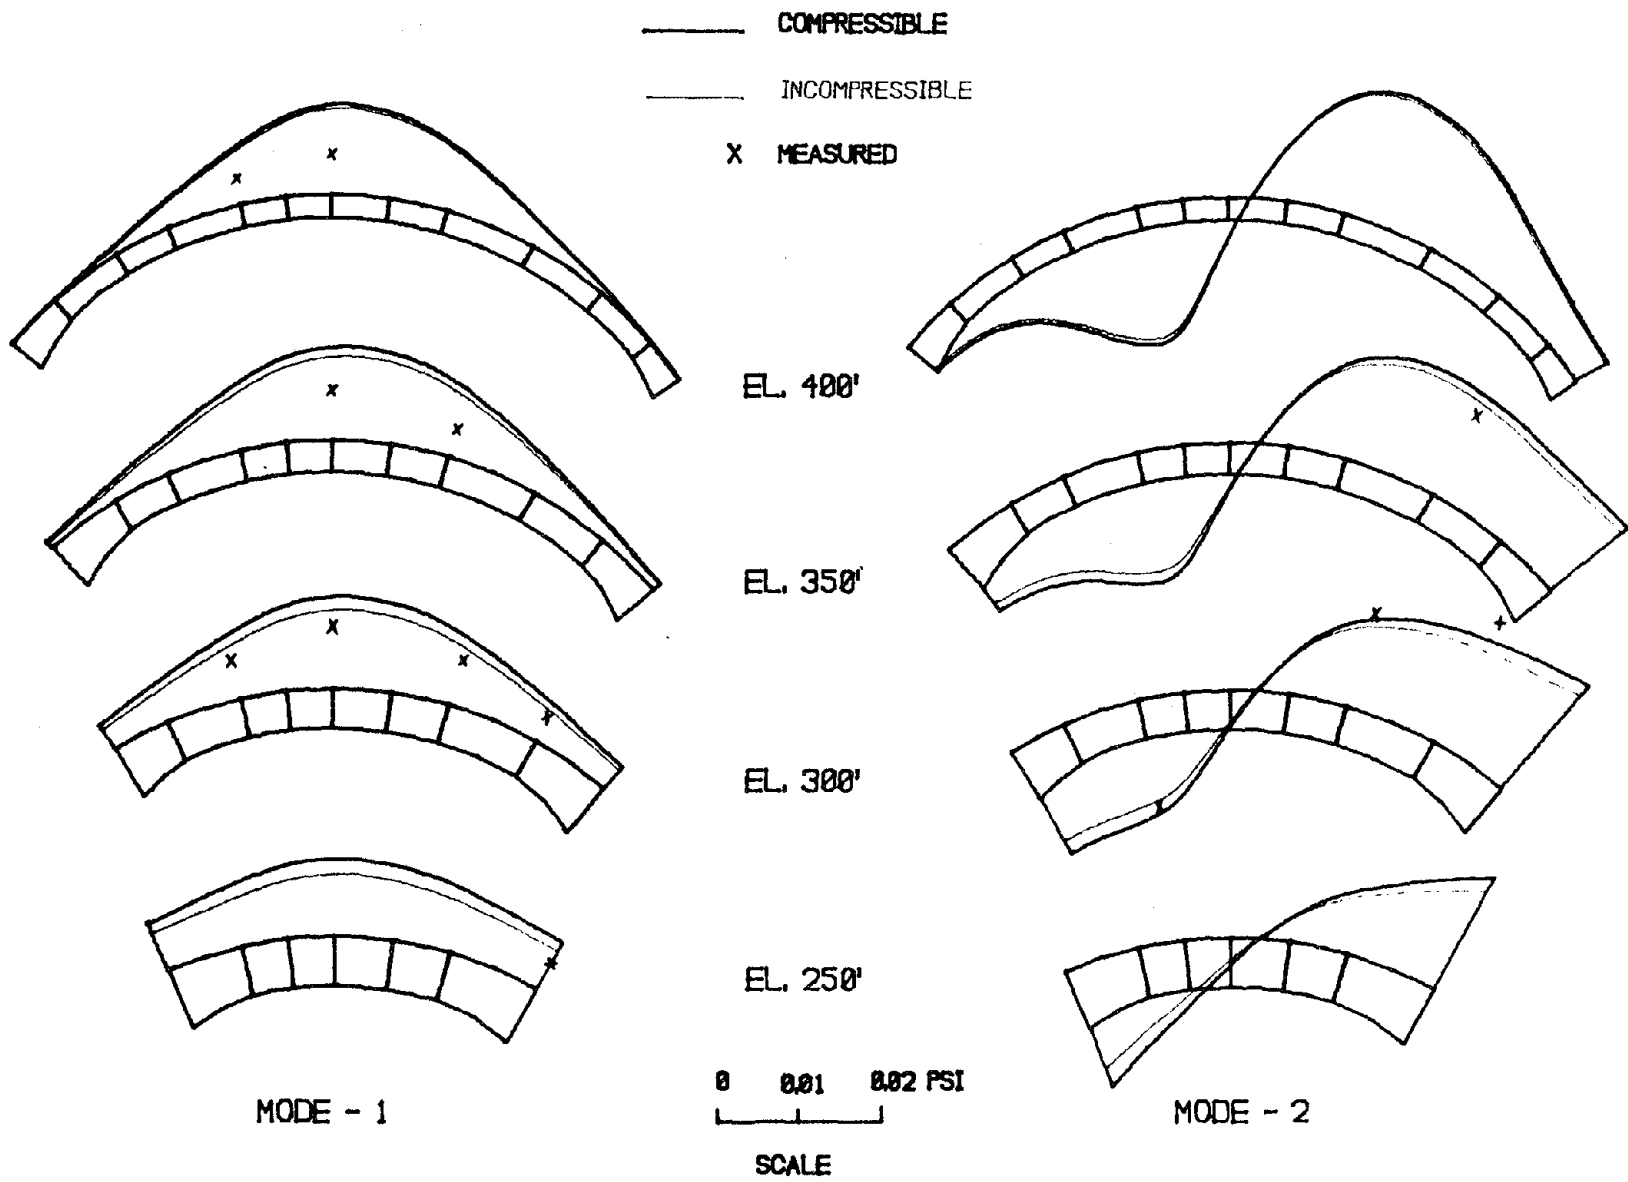 COMPRESSIBLE
INCOMPRESSIBLE
X MEASURED
EL. 400'
EL. 350'
EL. 300'
EL. 250'
0 0.01 0.02 PSI
MODE - 1
MODE - 2
SCALE